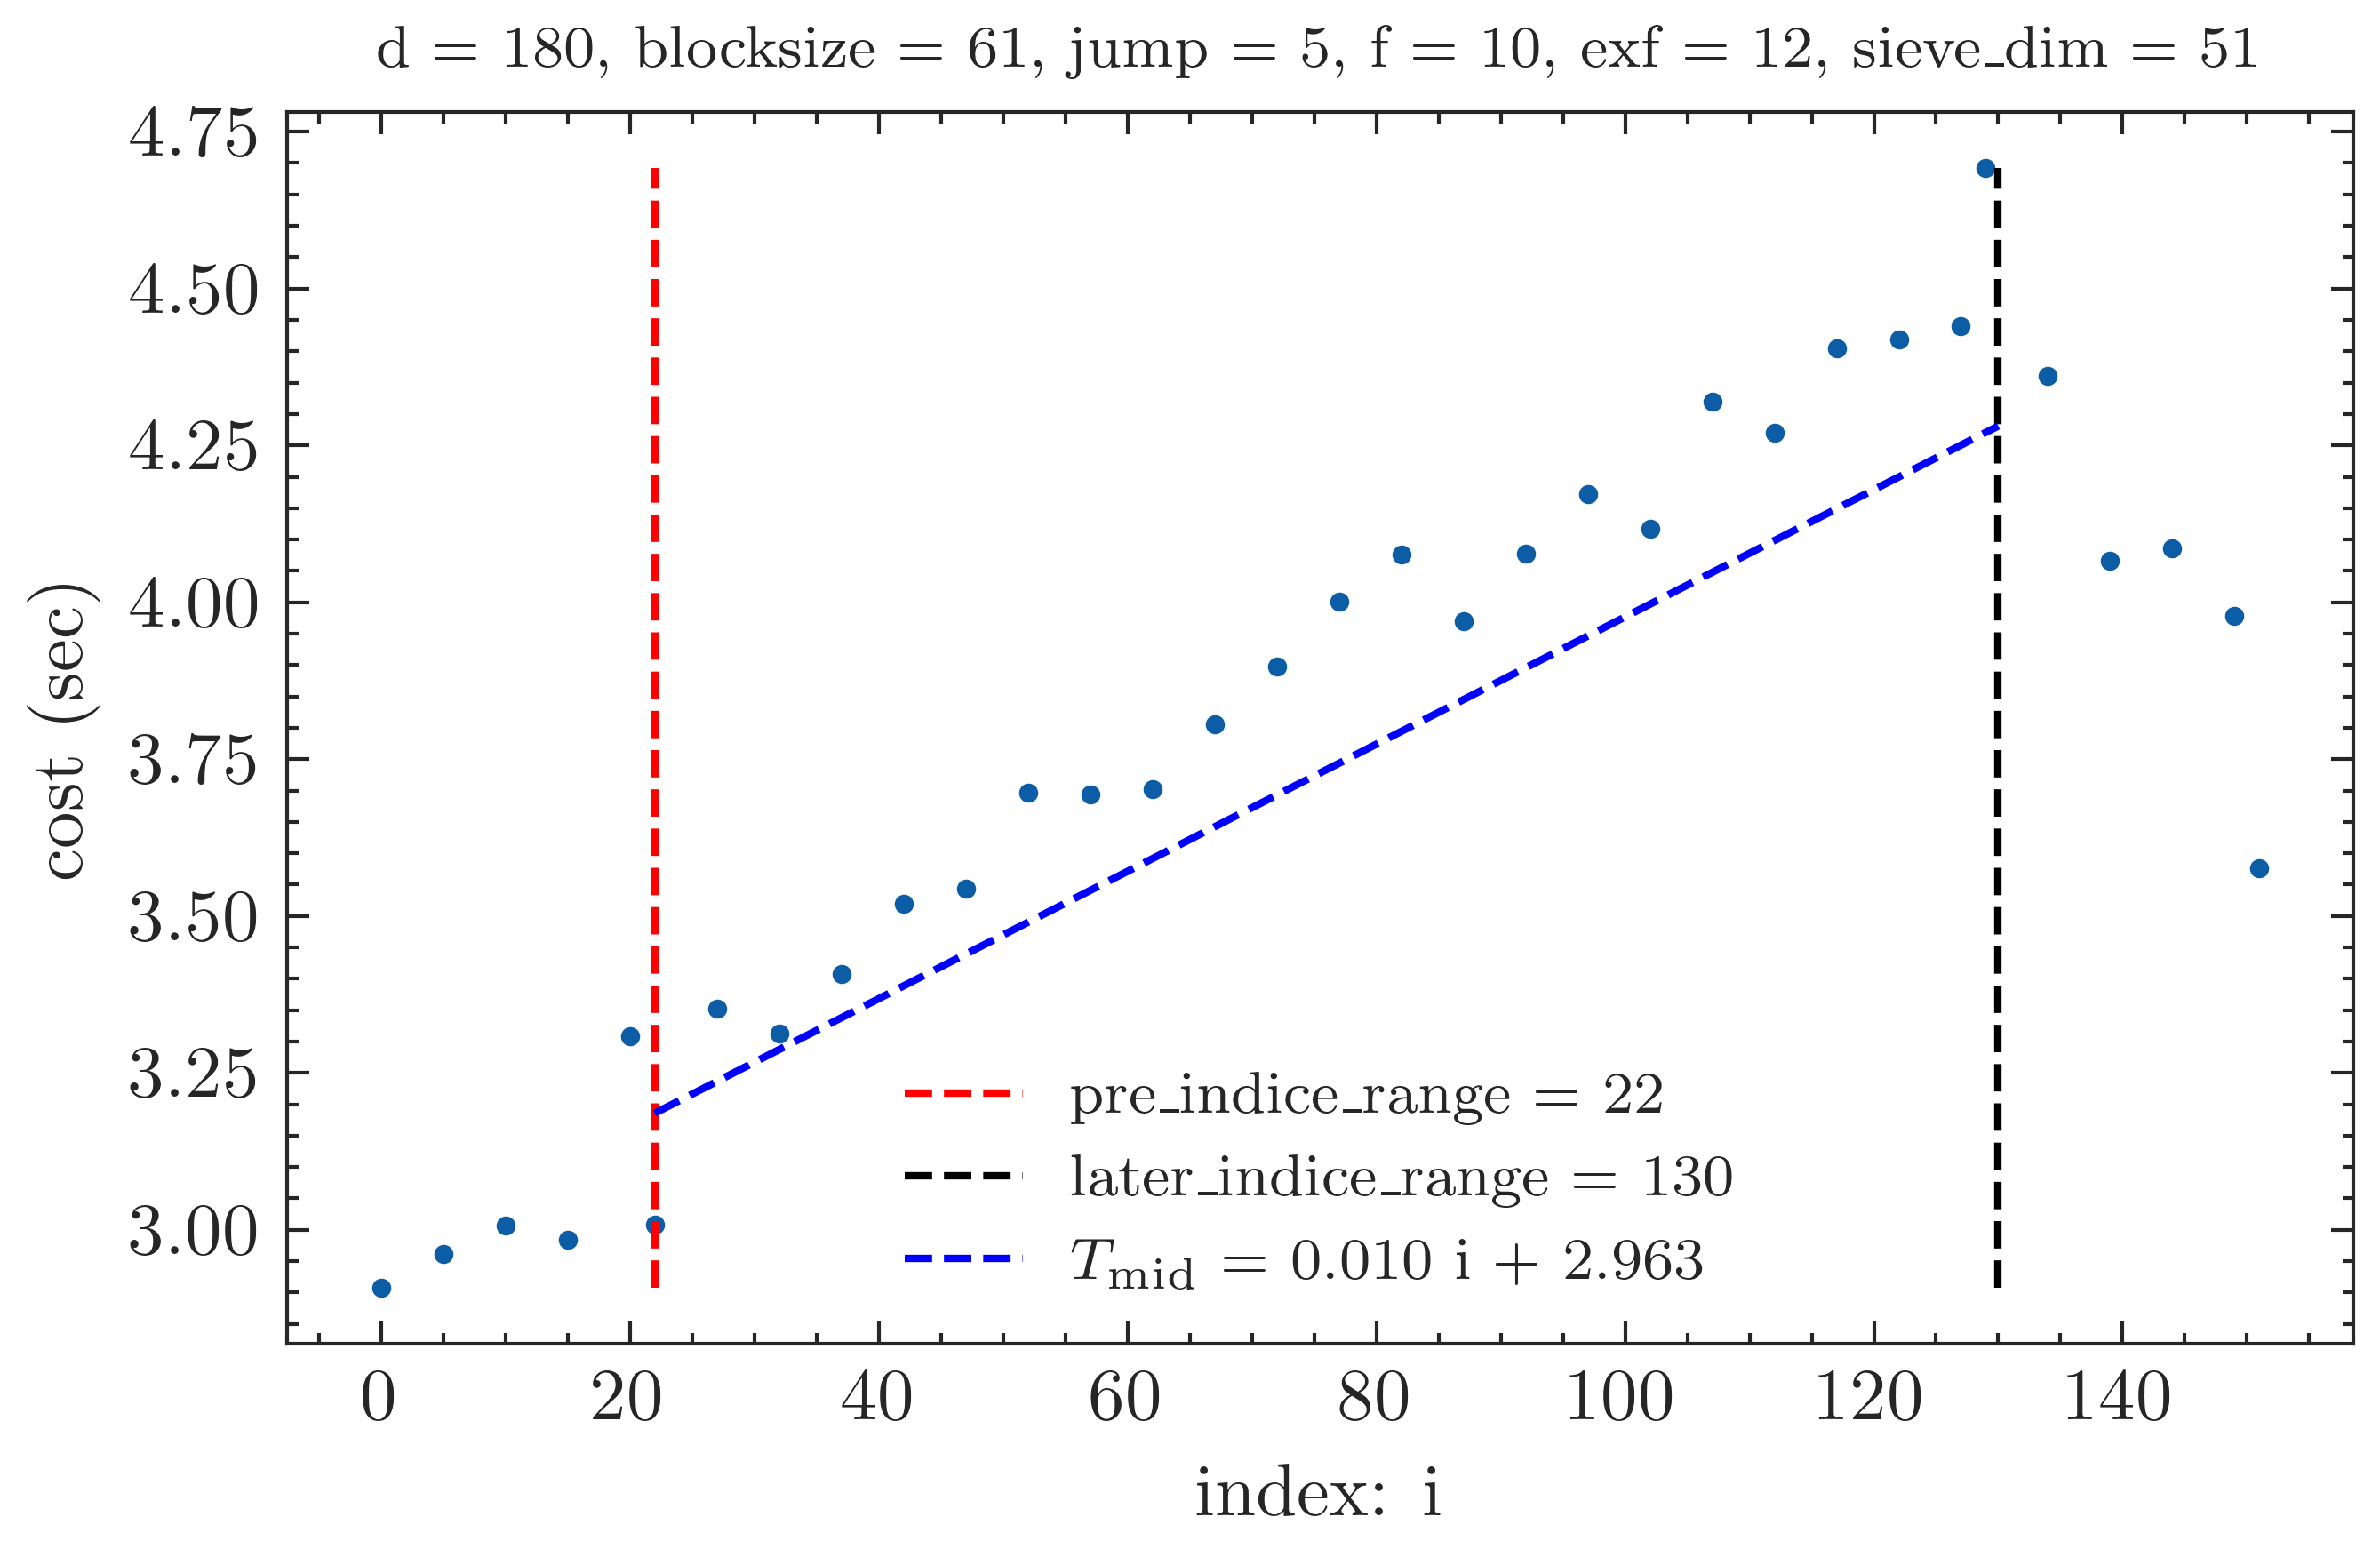 d = 180, blocksize = 61, jump = 5, f = 10, exf = 12, sieve_dim = 51
4.75
4.50
4.25
4.00
3.75
3.50
3.25
3.00
cost (sec)
pre_indice_range = 22
later_indice_range = 130
T_mid = 0.010 i + 2.963
0 20 40 60 80 100 120 140
index: i